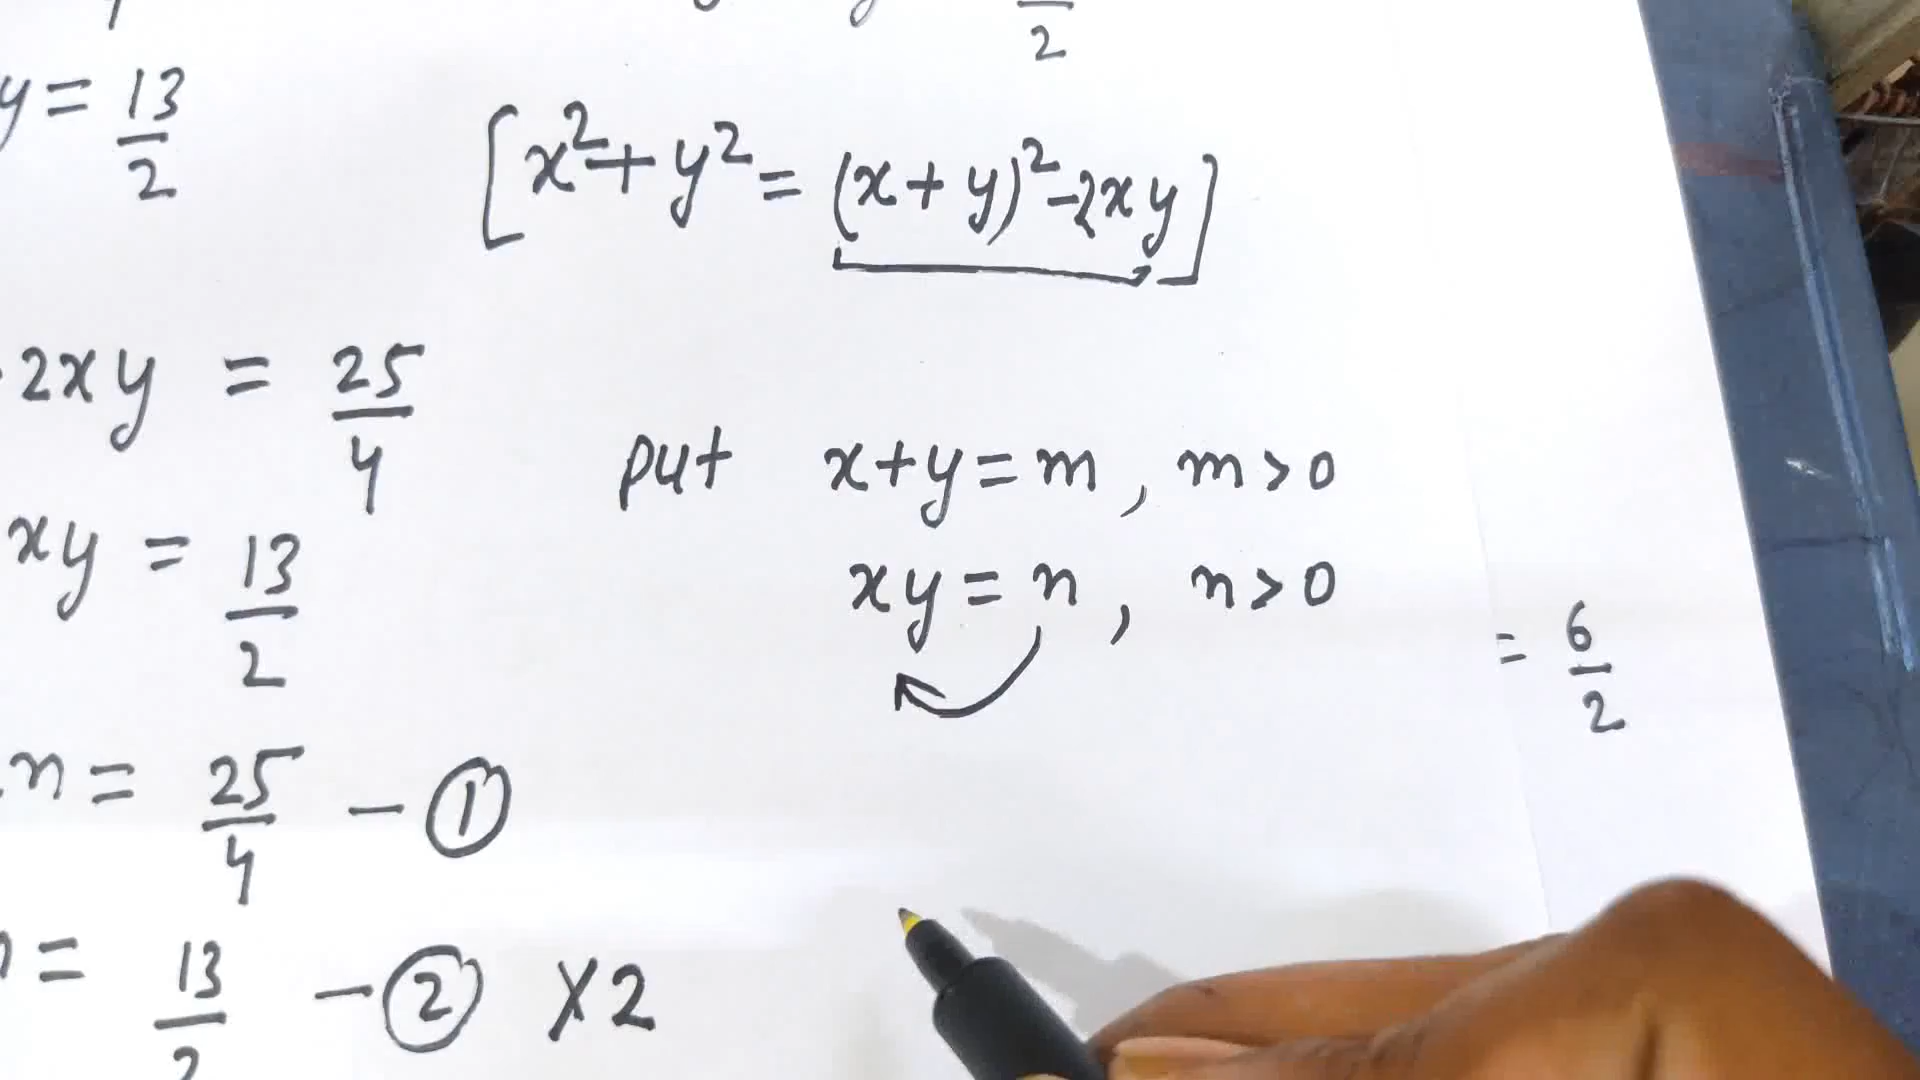 2
y = 13/2
[x² + y² = (x + y)² - 2xy]
2xy = 25/4
put x + y = m, m > 0
xy = 13/2
xy = n, n > 0
= 6/2
n = 25/4 - ①
= 13/2 - ② × 2